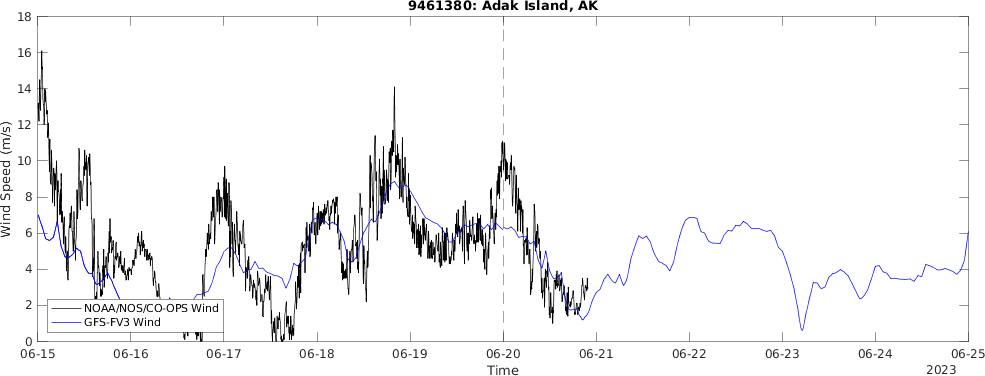 9461380: Adak Island, AK
Wind Speed (m/s)
18
16
14
12
10
8
6
4
2
0
NOAA/NOS/CO-OPS Wind
GFS-FV3 Wind
06-15 06-16 06-17 06-18 06-19 06-20 06-21 06-22 06-23 06-24 06-25
Time
2023